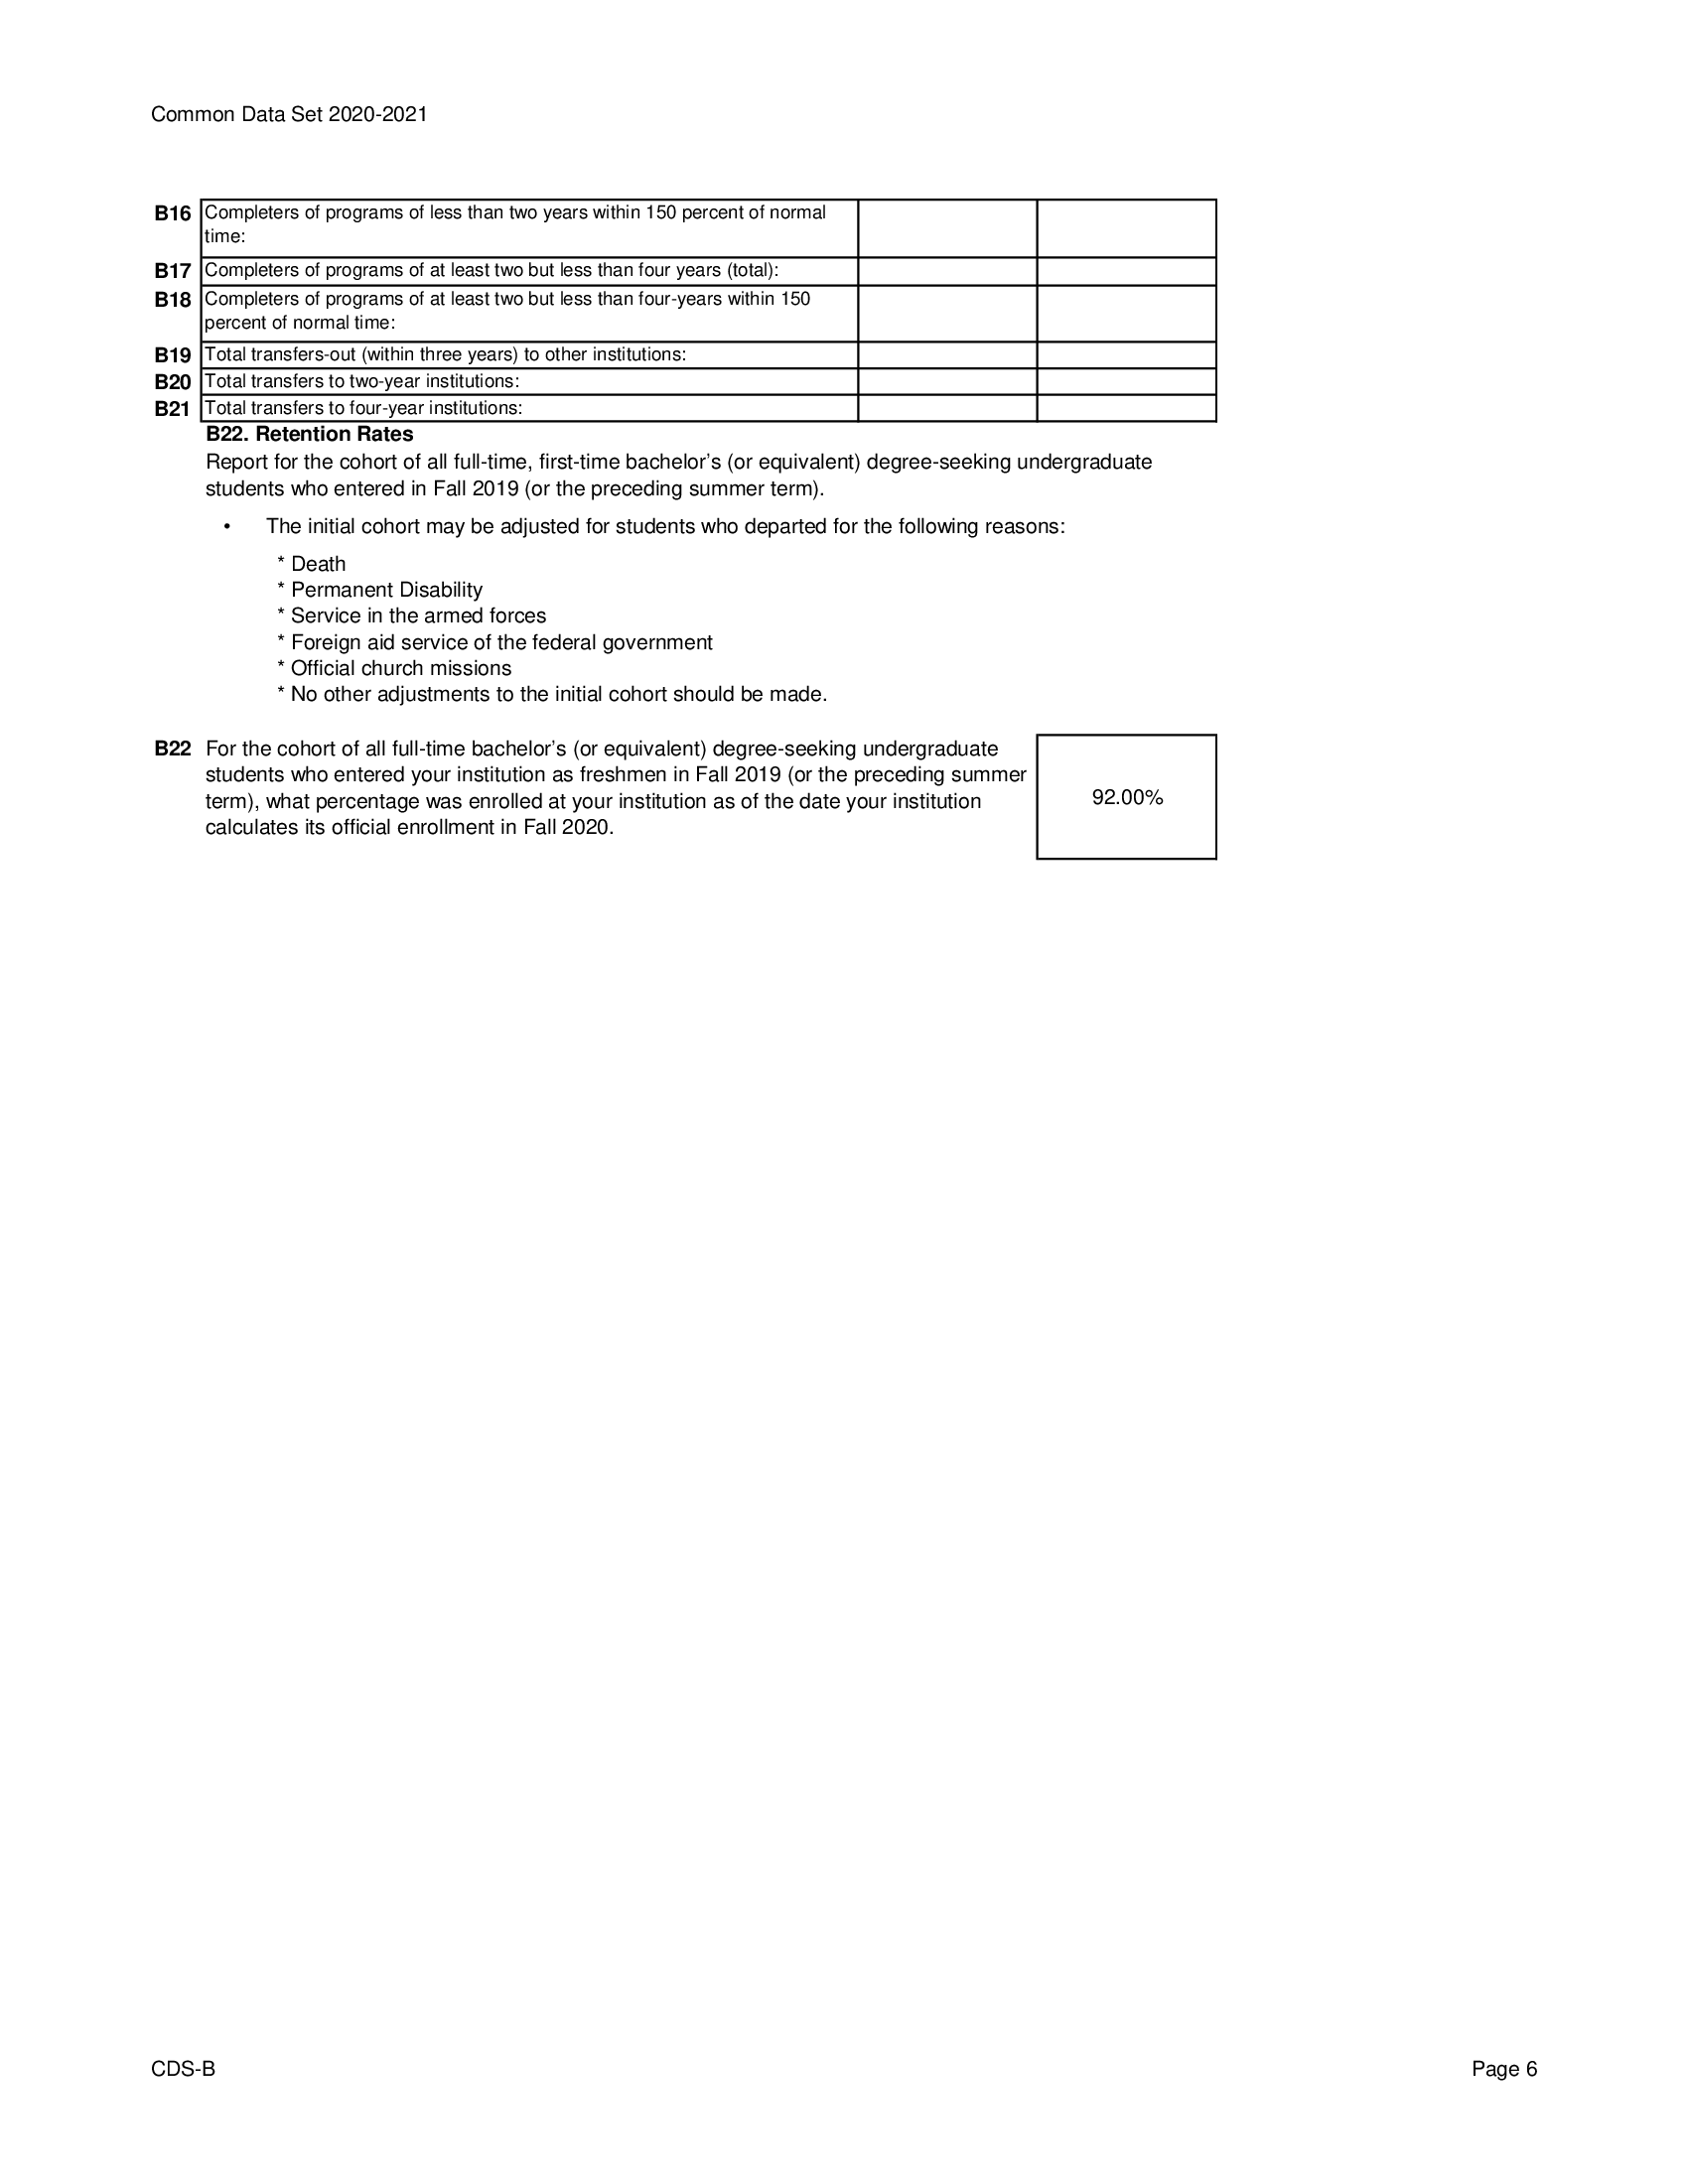 Common Data Set 2020-2021
B16 Completers of programs of less than two years within 150 percent of normal
time:
B17 Completers of programs of at least two but less than four years (total):
B18 Completers of programs of at least two but less than four-years within 150
percent of normal time:
B19 Total transfers-out (within three years) to other institutions:
B20 Total transfers to two-year institutions:
B21 Total transfers to four-year institutions:
B22. Retention Rates
Report for the cohort of all full-time, first-time bachelor’s (or equivalent) degree-seeking undergraduate
students who entered in Fall 2019 (or the preceding summer term).
• The initial cohort may be adjusted for students who departed for the following reasons:
* Death
* Permanent Disability
* Service in the armed forces
* Foreign aid service of the federal government
* Official church missions
* No other adjustments to the initial cohort should be made.
B22 For the cohort of all full-time bachelor’s (or equivalent) degree-seeking undergraduate
students who entered your institution as freshmen in Fall 2019 (or the preceding summer
term), what percentage was enrolled at your institution as of the date your institution
calculates its official enrollment in Fall 2020.
92.00%
CDS-B Page 6